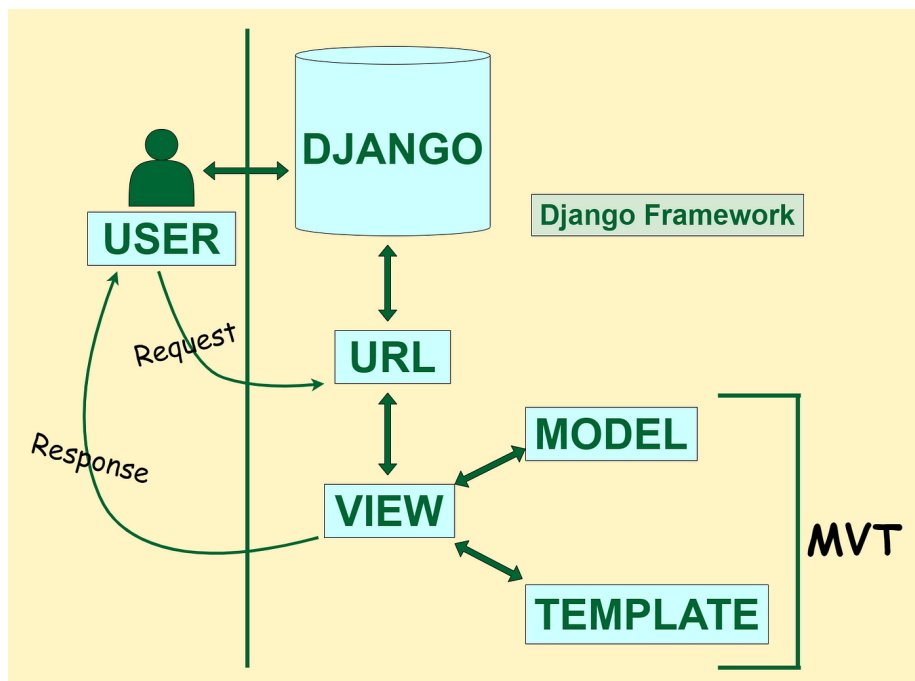 DJANGO
USER
Django Framework
Request
URL
Response
MODEL
VIEW
MVT
TEMPLATE